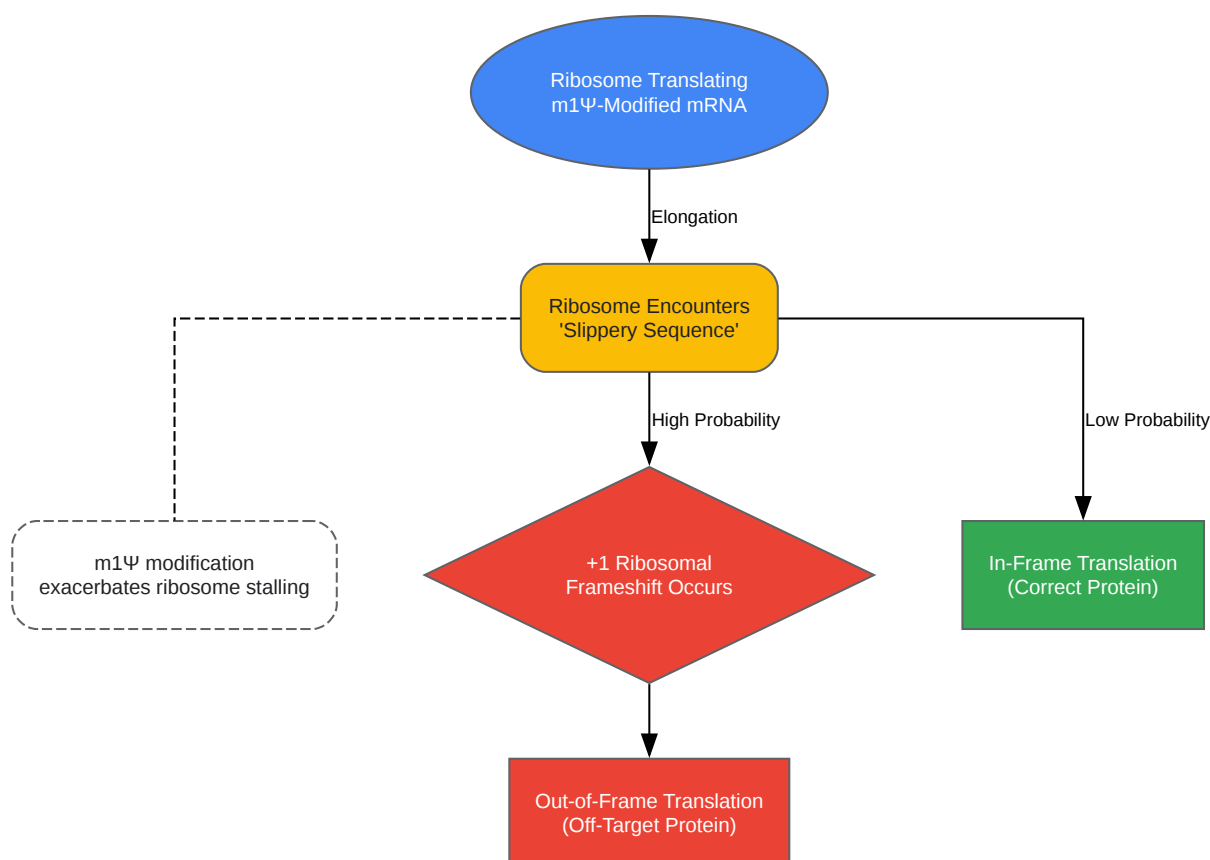 Ribosome Translating
m1Ψ-Modified mRNA
Elongation
Ribosome Encounters
'Slippery Sequence'
High Probability
Low Probability
m1Ψ modification
exacerbates ribosome stalling
+1 Ribosomal
Frameshift Occurs
In-Frame Translation
(Correct Protein)
Out-of-Frame Translation
(Off-Target Protein)